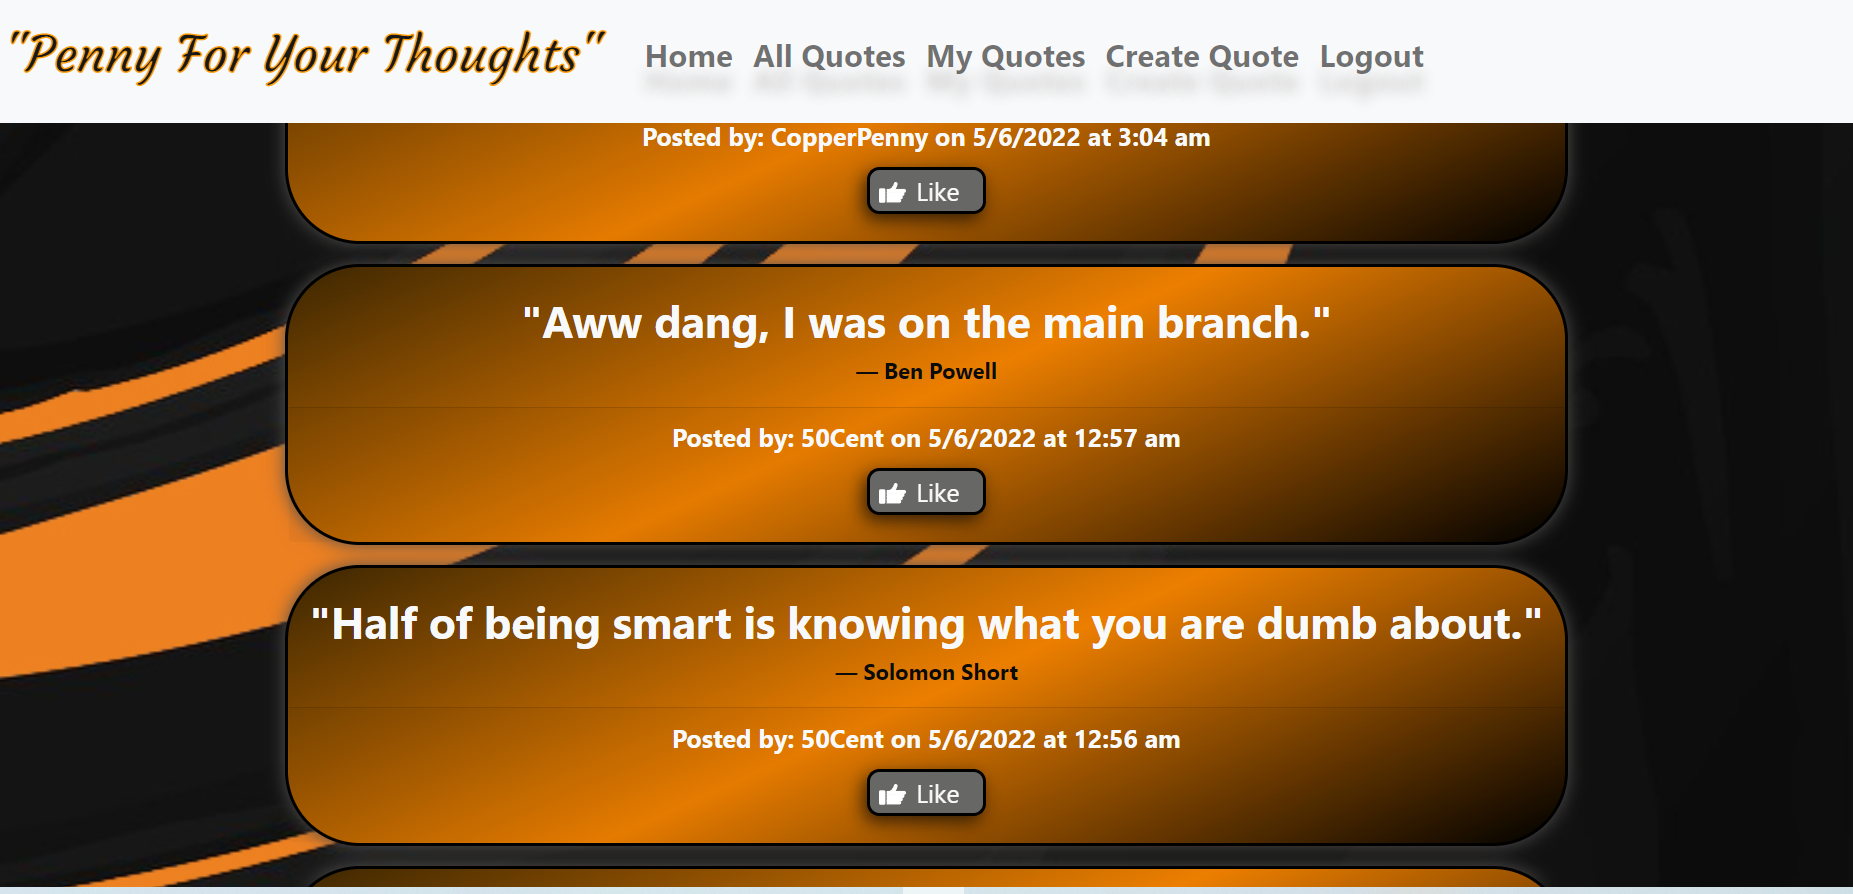 "Penny For Your Thoughts"
Home All Quotes My Quotes Create Quote Logout
Posted by: CopperPenny on 5/6/2022 at 3:04 am
Like
"Aww dang, I was on the main branch."
— Ben Powell
Posted by: 50Cent on 5/6/2022 at 12:57 am
Like
"Half of being smart is knowing what you are dumb about."
— Solomon Short
Posted by: 50Cent on 5/6/2022 at 12:56 am
Like